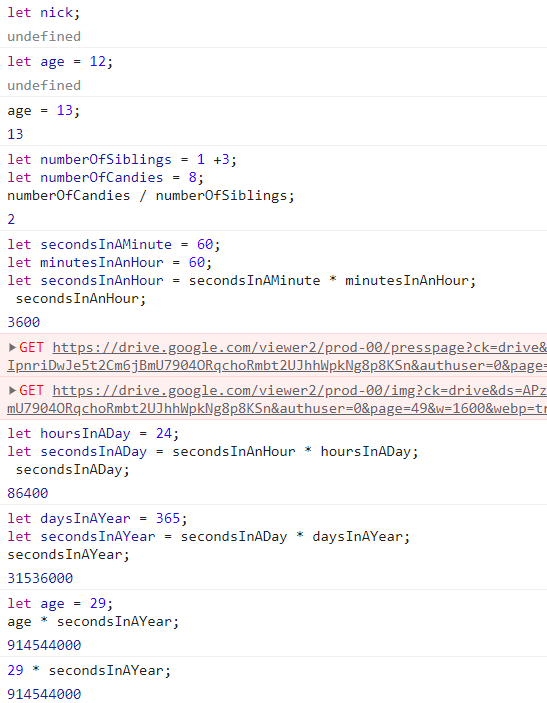 let nick;
undefined
let age = 12;
undefined
age = 13;
13
let numberOfSiblings = 1 +3;
let numberOfCandies = 8;
numberOfCandies / numberOfSiblings;
2
let secondsInAMinute = 60;
let minutesInAnHour = 60;
let secondsInAnHour = secondsInAMinute * minutesInAnHour;
secondsInAnHour;
3600
GET https://drive.google.com/viewer2/prod-00/presspage?ck=drive&
IpnriDwJe5t2Cm6jBmU7904ORqchoRmbt2UJhhWpkNg8p8KSn&authuser=0&page=
GET https://drive.google.com/viewer2/prod-00/img?ck=drive&ds=APz
mU7904ORqchoRmbt2UJhhWpkNg8p8KSn&authuser=0&page=49&w=1600&webp=tr
let hoursInADay = 24;
let secondsInADay = secondsInAnHour * hoursInADay;
secondsInADay;
86400
let daysInAYear = 365;
let secondsInAYear = secondsInADay * daysInAYear;
secondsInAYear;
31536000
let age = 29;
age * secondsInAYear;
914544000
29 * secondsInAYear;
914544000